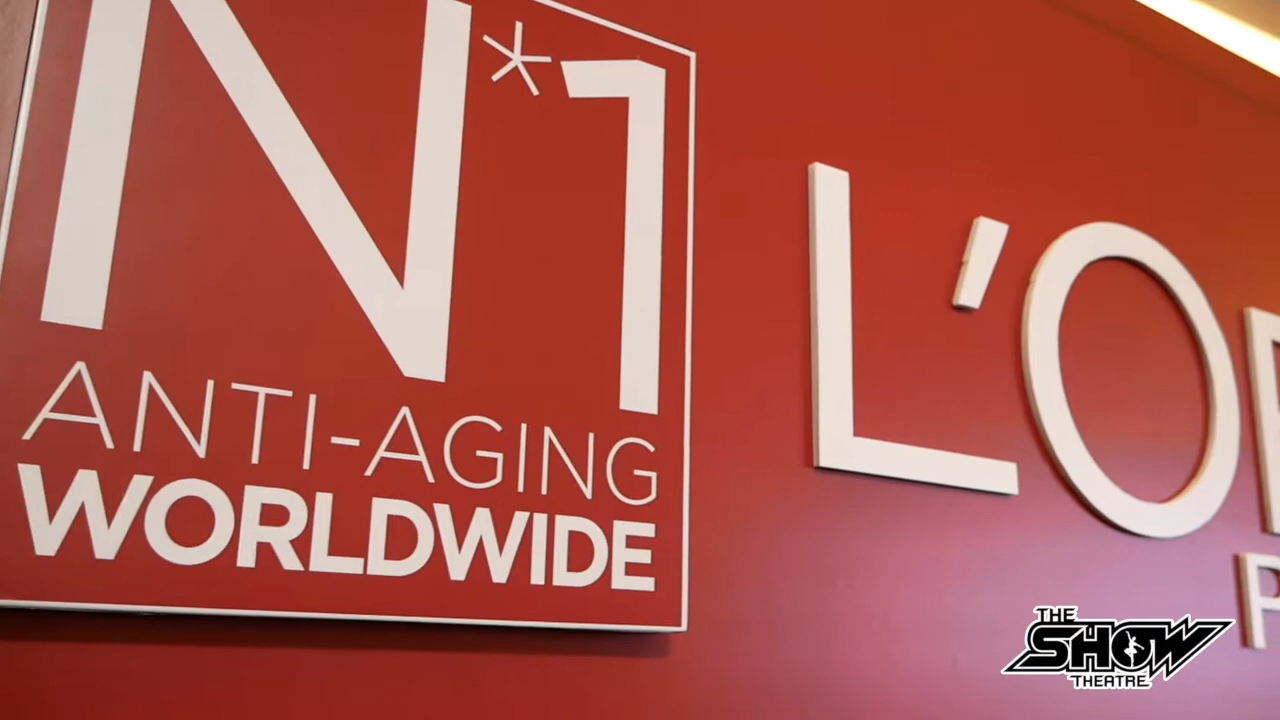 N*1
ANTI-AGING
WORLDWIDE
L'O
P
THE
SHOW
THEATRE